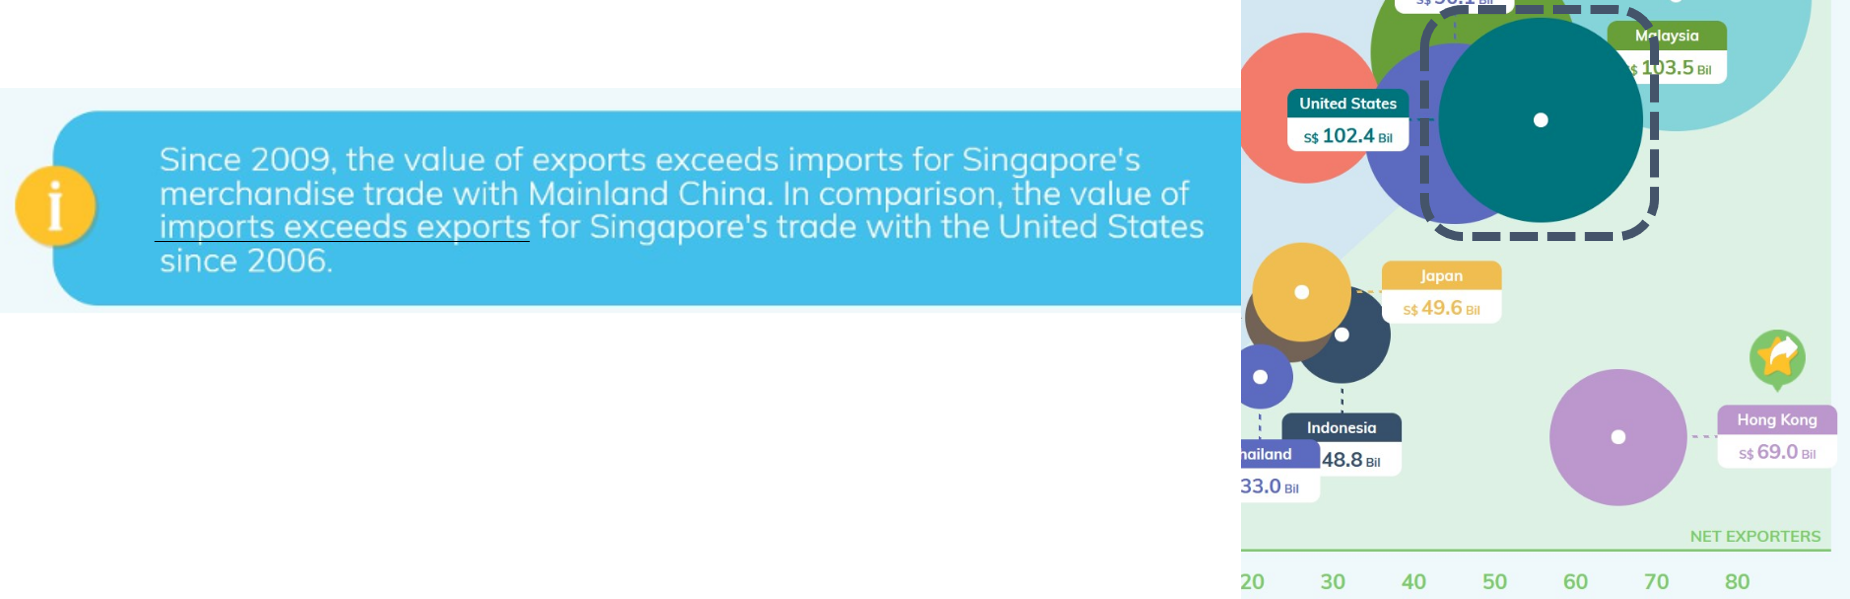 Since 2009, the value of exports exceeds imports for Singapore's
merchandise trade with Mainland China. In comparison, the value of
imports exceeds exports for Singapore's trade with the United States
since 2006.
i
Malaysia
$ 103.5 Bil
United States
S$ 102.4 Bil
Japan
S$ 49.6 Bil
Hong Kong
S$ 69.0 Bil
Indonesia
48.8 Bil
hailand
33.0 Bil
NET EXPORTERS
20 30 40 50 60 70 80